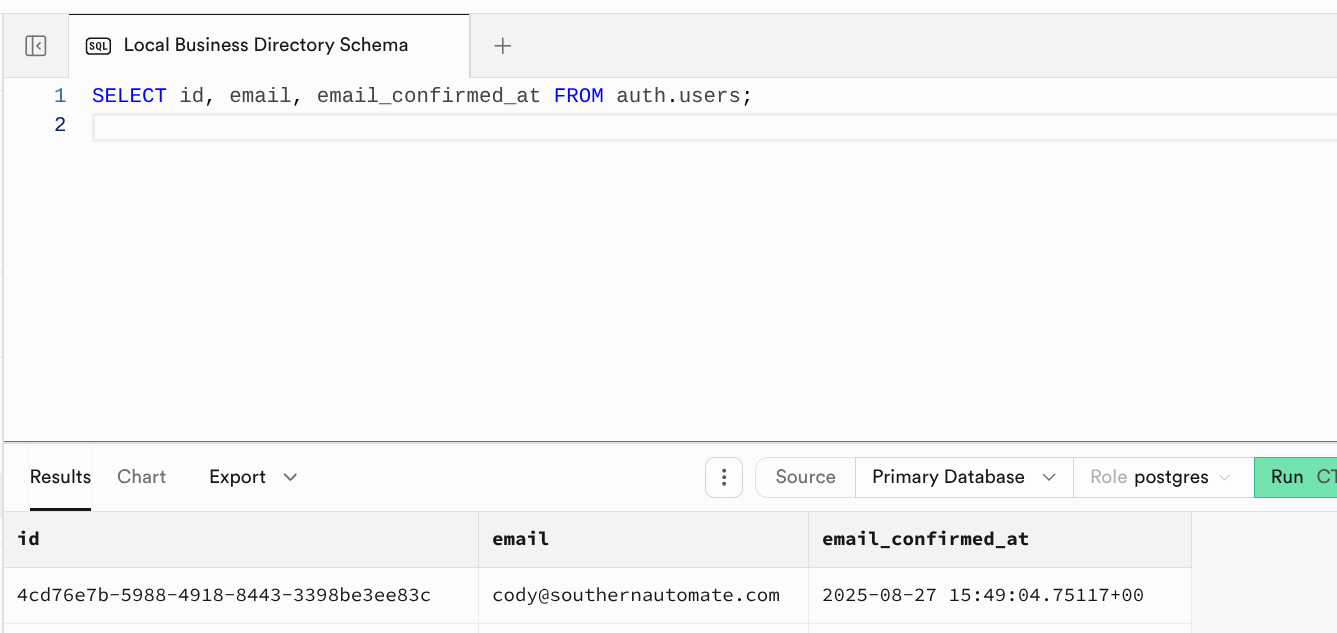 SQL Local Business Directory Schema
1 SELECT id, email, email_confirmed_at FROM auth.users;
2
Results Chart Export Source Primary Database Role postgres Run CT
id email email_confirmed_at
4cd76e7b-5988-4918-8443-3398be3ee83c cody@southernautomate.com 2025-08-27 15:49:04.75117+00